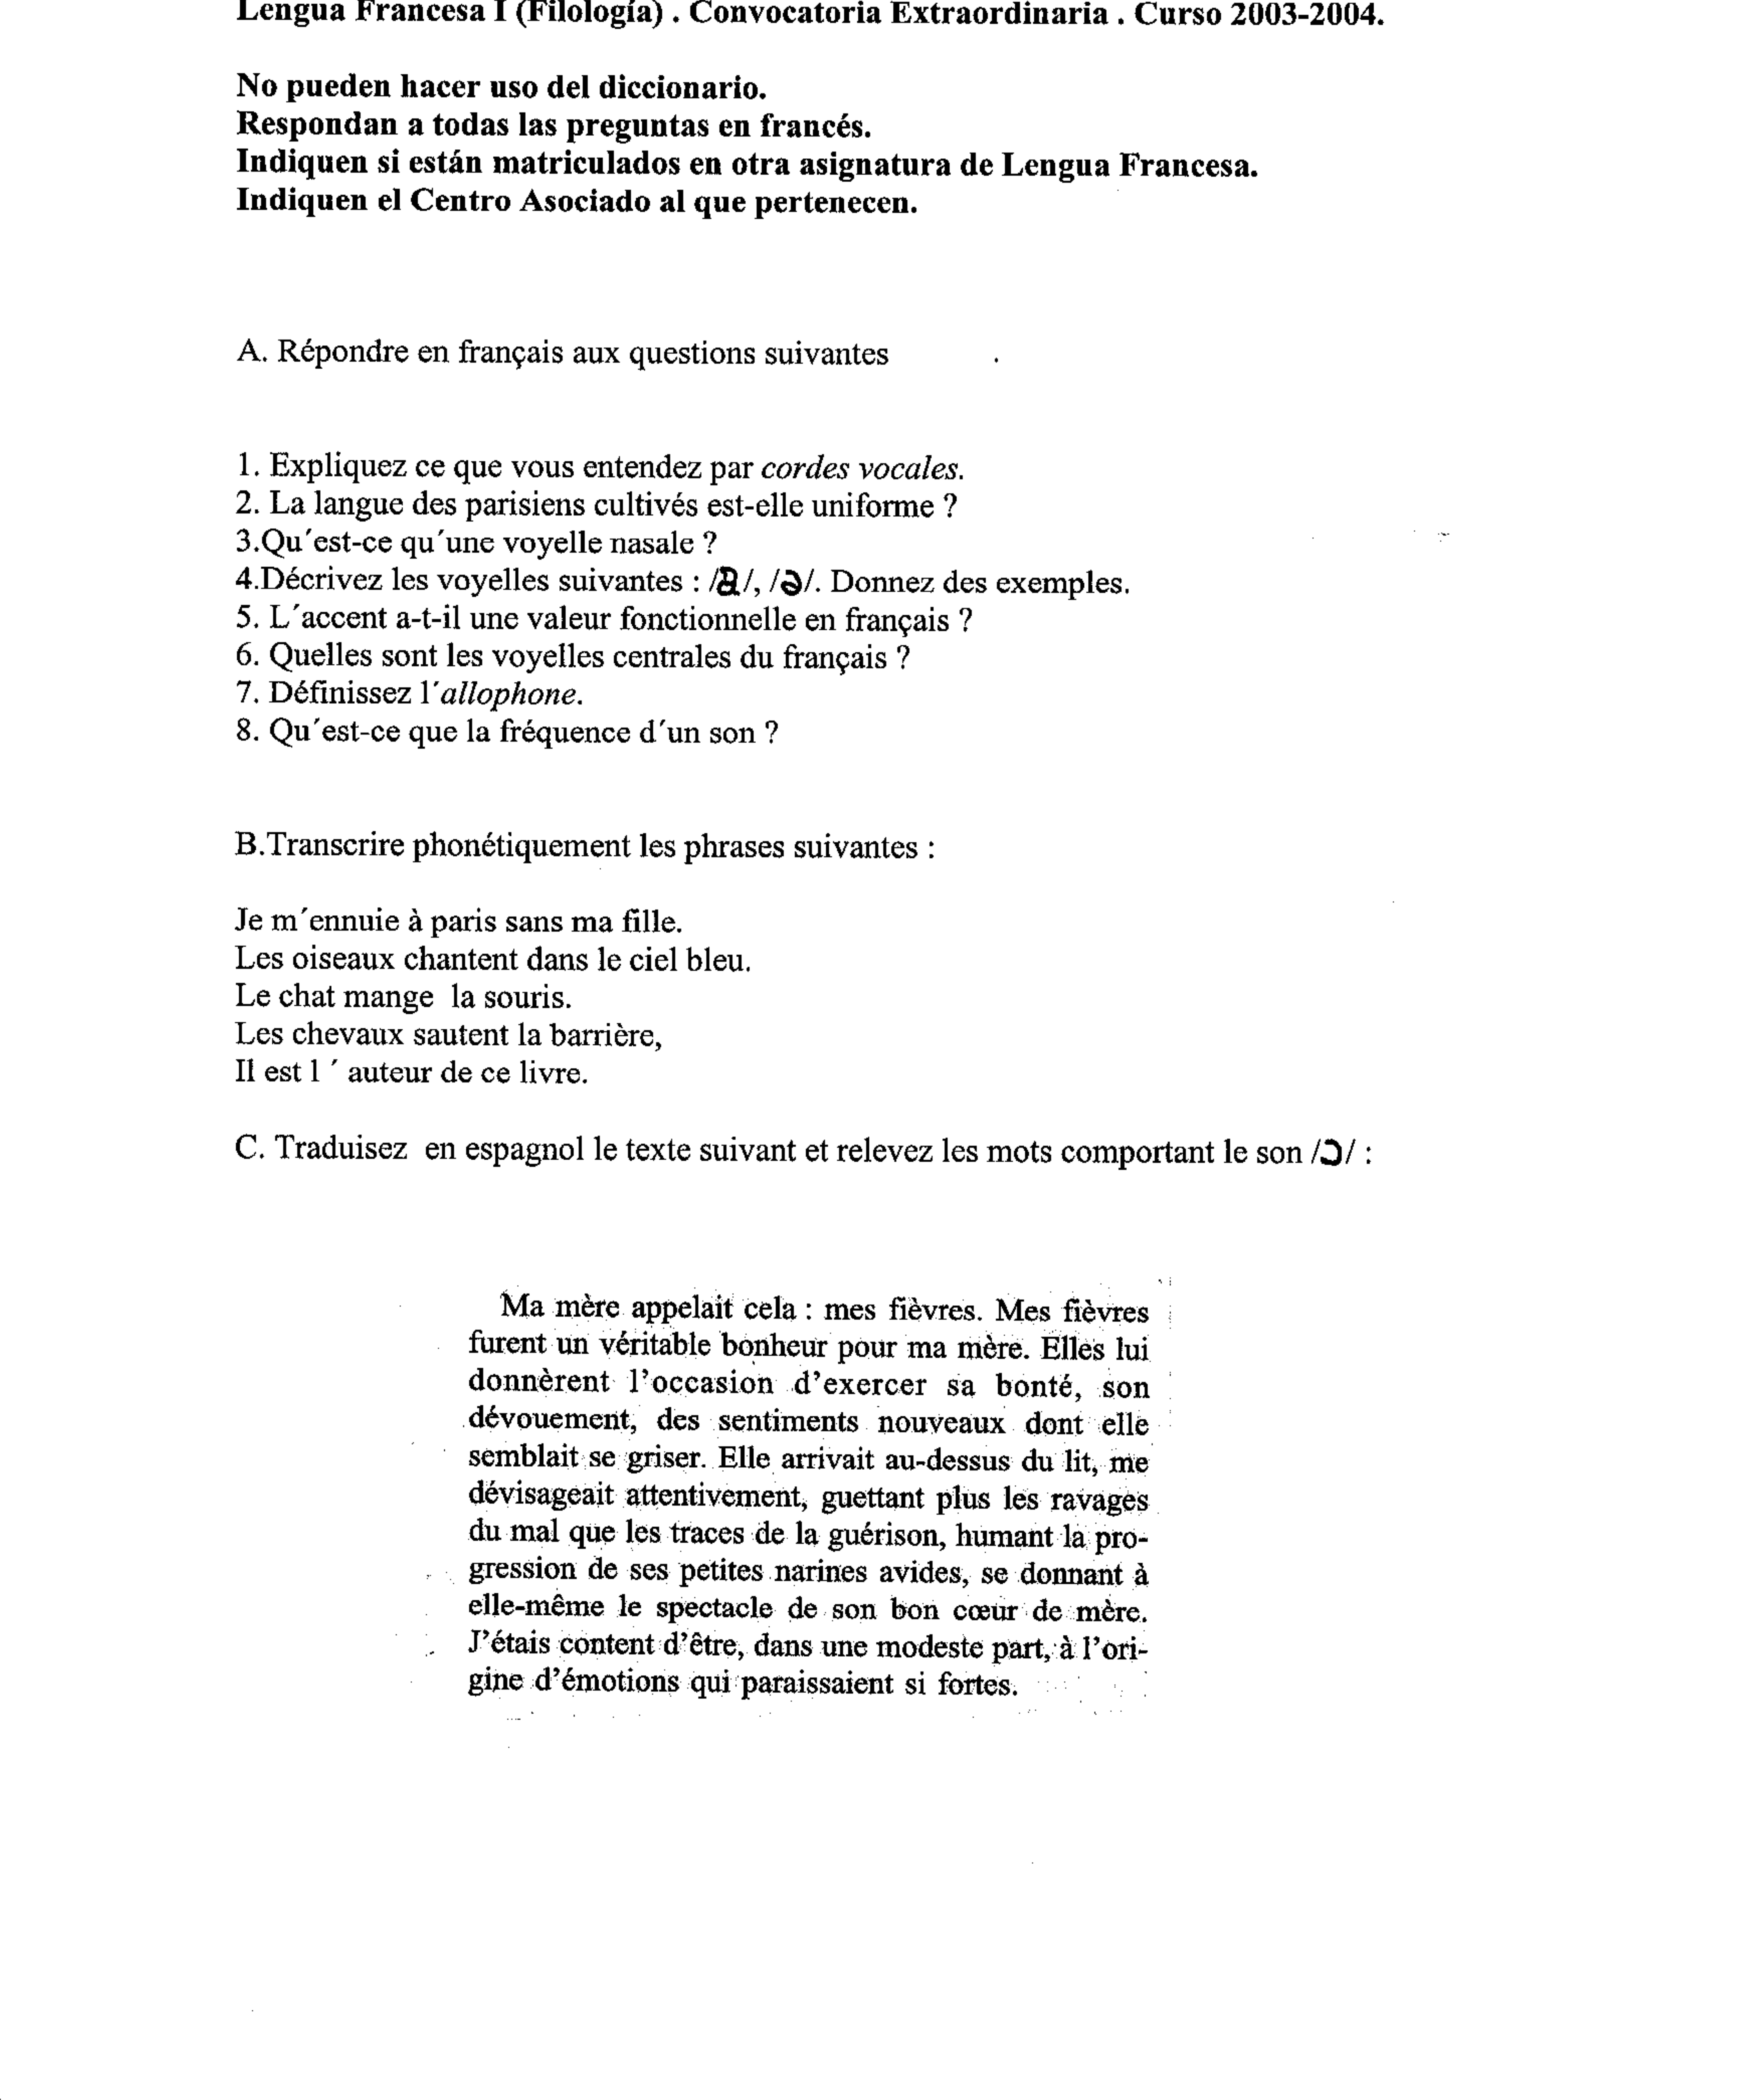 Lengua Francesa I (Filología) . Convocatoria Extraordinaria . Curso 2003-2004.
No pueden hacer uso del diccionario.
Respondan a todas las preguntas en francés.
Indiquen si están matriculados en otra asignatura de Lengua Francesa.
Indiquen el Centro Asociado al que pertenecen.
A. Répondre en français aux questions suivantes
1. Expliquez ce que vous entendez par cordes vocales.
2. La langue des parisiens cultivés est-elle uniforme ?
3.Qu´est-ce qu´une voyelle nasale ?
4.Décrivez les voyelles suivantes : /a/, /ə/. Donnez des exemples.
5. L´accent a-t-il une valeur fonctionnelle en français ?
6. Quelles sont les voyelles centrales du français ?
7. Définissez l´allophone.
8. Qu´est-ce que la fréquence d´un son ?
B.Transcrire phonétiquement les phrases suivantes :
Je m´ennuie à paris sans ma fille.
Les oiseaux chantent dans le ciel bleu.
Le chat mange la souris.
Les chevaux sautent la barrière,
Il est l ´ auteur de ce livre.
C. Traduisez en espagnol le texte suivant et relevez les mots comportant le son /ɔ/ :
Ma mère appelait cela : mes fièvres. Mes fièvres
furent un véritable bonheur pour ma mère. Elles lui
donnèrent l'occasion d'exercer sa bonté, son
dévouement, des sentiments nouveaux dont elle
semblait se griser. Elle arrivait au-dessus du lit, me
dévisageait attentivement, guettant plus les ravages
du mal que les traces de la guérison, humant la pro-
gression de ses petites narines avides, se donnant à
elle-même le spectacle de son bon cœur de mère.
J'étais content d'être, dans une modeste part, à l'ori-
gine d'émotions qui paraissaient si fortes.